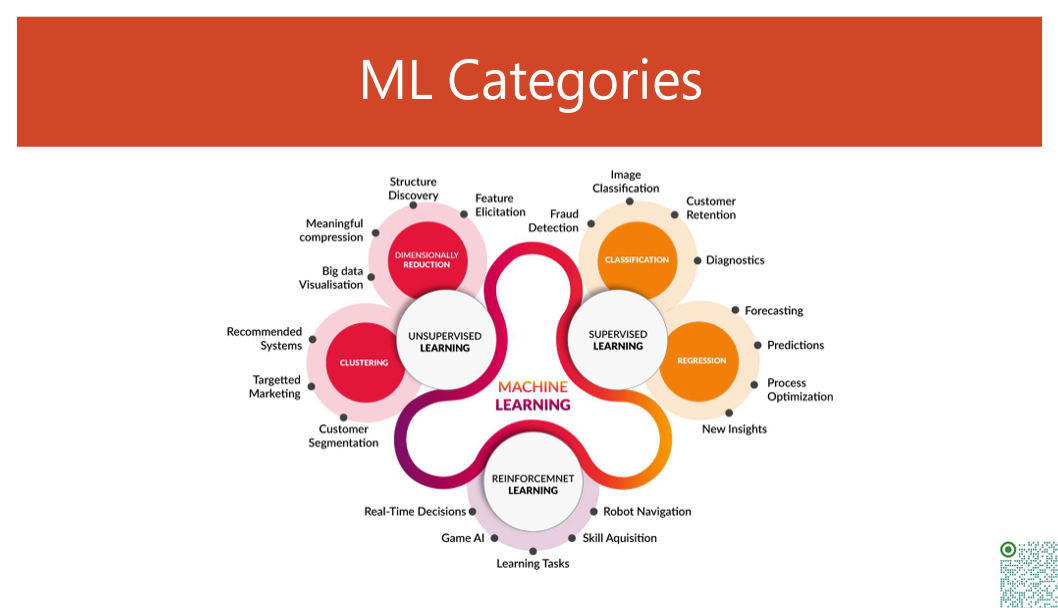 ML Categories
Structure
Discovery
Feature
Elicitation
Meaningful
compression
Big data
Visualisation
DIMENSIONALLY
REDUCTION
Recommended
Systems
Targetted
Marketing
Customer
Segmentation
CLUSTERING
UNSUPERVISED
LEARNING
Image
Classification
Fraud
Detection
Customer
Retention
Diagnostics
CLASSIFICATION
SUPERVISED
LEARNING
Forecasting
Predictions
Process
Optimization
New Insights
REGRESSION
MACHINE
LEARNING
REINFORCEMNET
LEARNING
Real-Time Decisions
Game AI
Learning Tasks
Skill Aquisition
Robot Navigation